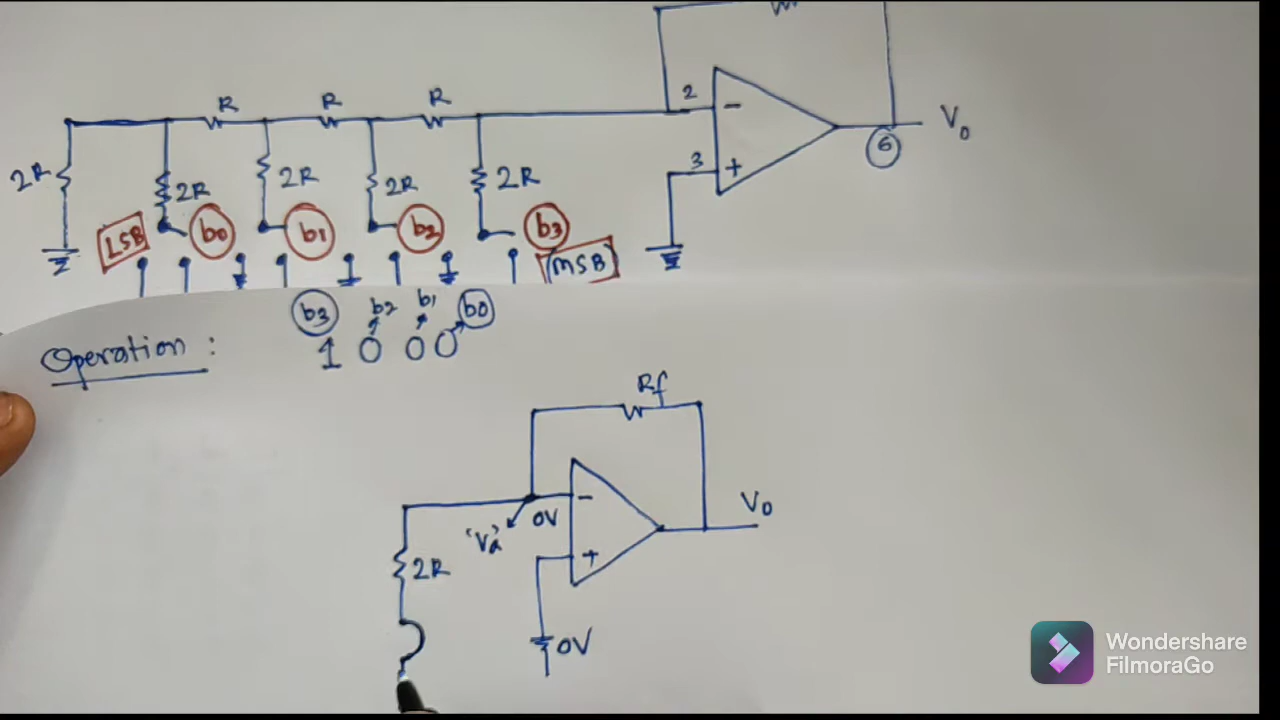 R R R 2 − V0
2R 2R 2R 2R 2R 3 + 6
LSB b0 b1 b2 b3
MSB
b3 b2 b1 b0
Operation : 1 0 0 0
Rf
V0
'Va' 0V −
2R +
0V
Wondershare
FilmoraGo